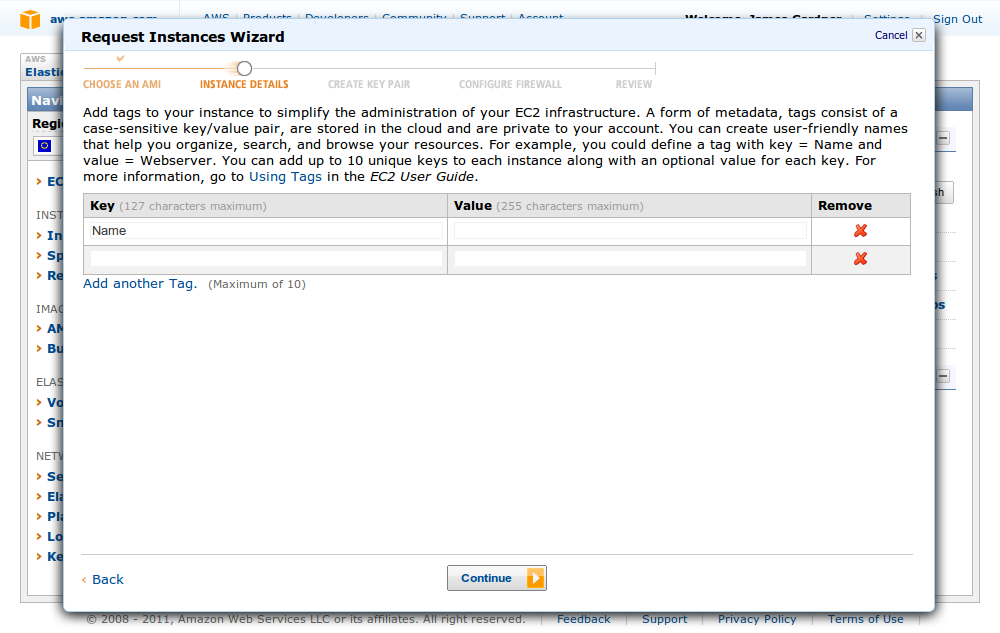 aws.amazon.com AWS Products Developers Community Support Account Welcome, James Gardner Settings Sign Out
Request Instances Wizard
Cancel
AWS
Elastic
CHOOSE AN AMI INSTANCE DETAILS CREATE KEY PAIR CONFIGURE FIREWALL REVIEW
Navi
Regio
Add tags to your instance to simplify the administration of your EC2 infrastructure. A form of metadata, tags consist of a
case-sensitive key/value pair, are stored in the cloud and are private to your account. You can create user-friendly names
that help you organize, search, and browse your resources. For example, you could define a tag with key = Name and
value = Webserver. You can add up to 10 unique keys to each instance along with an optional value for each key. For
more information, go to Using Tags in the EC2 User Guide.
Key (127 characters maximum) Value (255 characters maximum) Remove
Name
Add another Tag. (Maximum of 10)
EC
INST
In
Sp
Re
IMAG
AM
Bu
ELAS
Vo
Sn
NETW
Se
Ela
Pla
Lo
Ke
sh
s
os
‹ Back
Continue
© 2008 - 2011, Amazon Web Services LLC or its affiliates. All right reserved. Feedback Support Privacy Policy Terms of Use